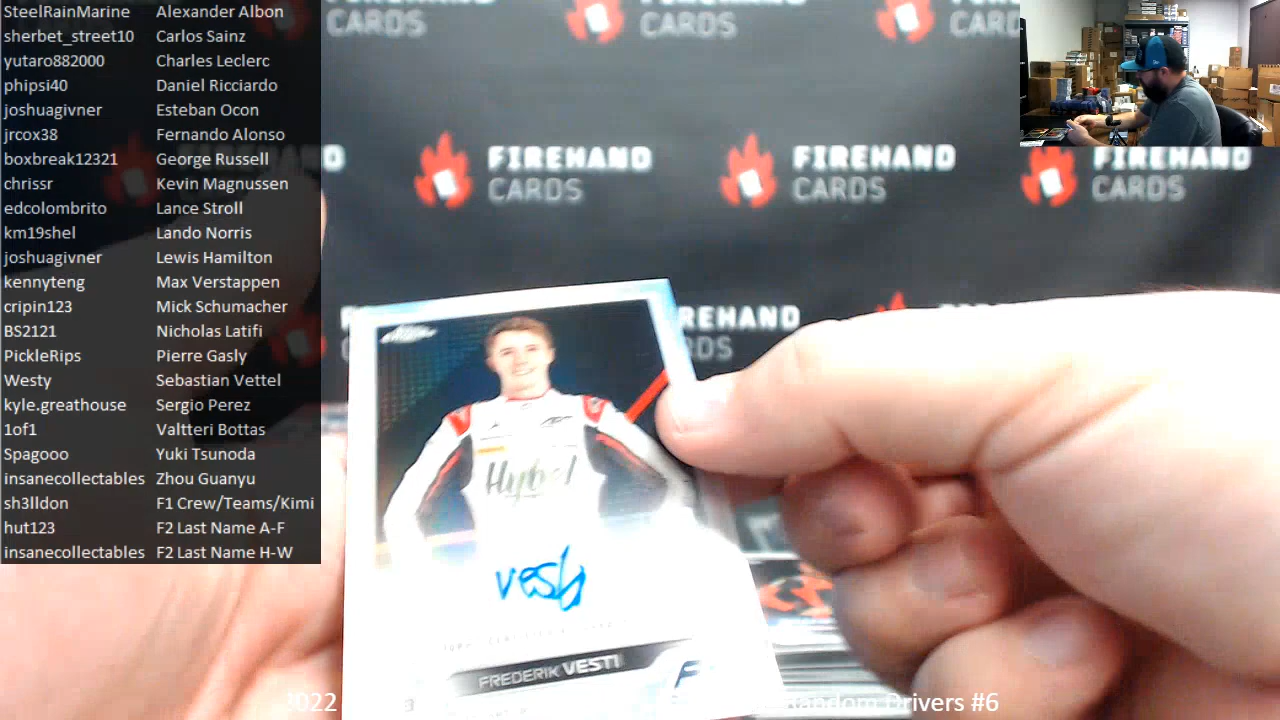 SteelRainMarine Alexander Albon
sherbet_street10 Carlos Sainz
yutaro882000 Charles Leclerc
phipsi40 Daniel Ricciardo
joshuagivner Esteban Ocon
jrcox38 Fernando Alonso
boxbreak12321 George Russell
chrissr Kevin Magnussen
edcolombrito Lance Stroll
km19shel Lando Norris
joshuagivner Lewis Hamilton
kennyteng Max Verstappen
cripin123 Mick Schumacher
BS2121 Nicholas Latifi
PickleRips Pierre Gasly
Westy Sebastian Vettel
kyle.greathouse Sergio Perez
1of1 Valtteri Bottas
Spagooo Yuki Tsunoda
insanecollectables Zhou Guanyu
sh3lldon F1 Crew/Teams/Kimi
hut123 F2 Last Name A-F
insanecollectables F2 Last Name H-W
CARDS
CARDS
FIREHAND
CARDS
FIREHAND
CARDS
FIREHAND
CARDS
FIREHAND
Hybel
vesti
FREDERIK VESTI
2022
Random Drivers #6